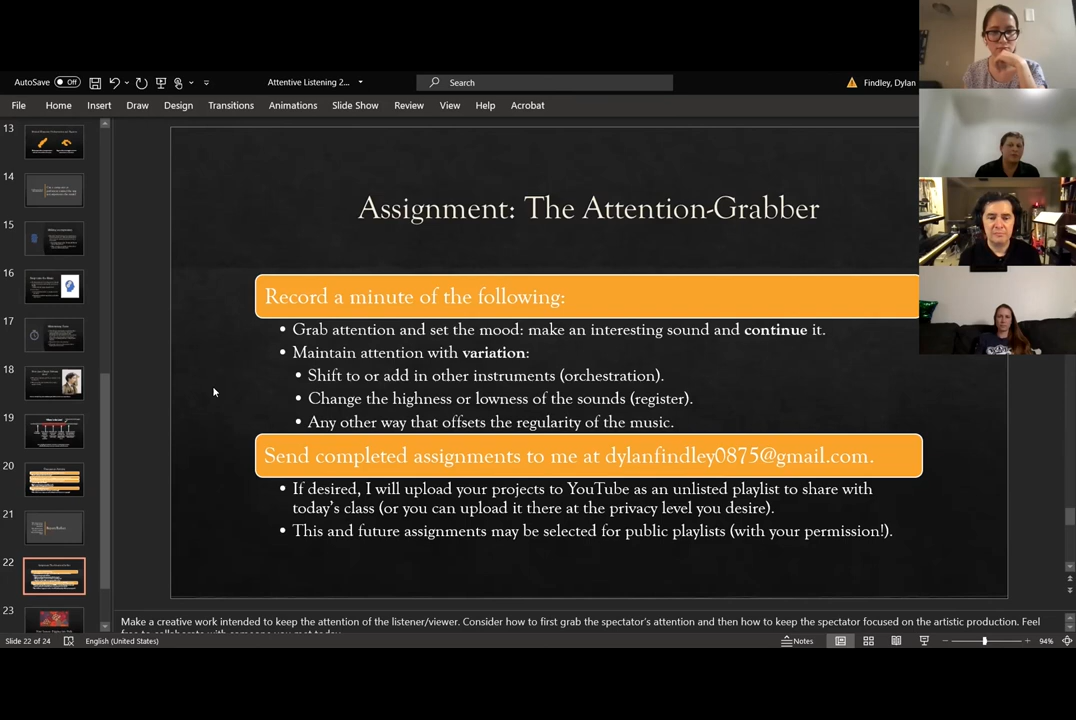 AutoSave Off Attentive Listening 2... Search Findley, Dylan
File Home Insert Draw Design Transitions Animations Slide Show Review View Help Acrobat
13
14
15
16
17
18
19
20
21
22
23
Assignment: The Attention-Grabber
Record a minute of the following:
• Grab attention and set the mood: make an interesting sound and continue it.
• Maintain attention with variation:
• Shift to or add in other instruments (orchestration).
• Change the highness or lowness of the sounds (register).
• Any other way that offsets the regularity of the music.
Send completed assignments to me at dylanfindley0875@gmail.com.
• If desired, I will upload your projects to YouTube as an unlisted playlist to share with
today's class (or you can upload it there at the privacy level you desire).
• This and future assignments may be selected for public playlists (with your permission!).
Make a creative work intended to keep the attention of the listener/viewer. Consider how to first grab the spectator's attention and then how to keep the spectator focused on the artistic production. Feel
free to collaborate with someone you met today.
Slide 22 of 24 English (United States) Notes 94%